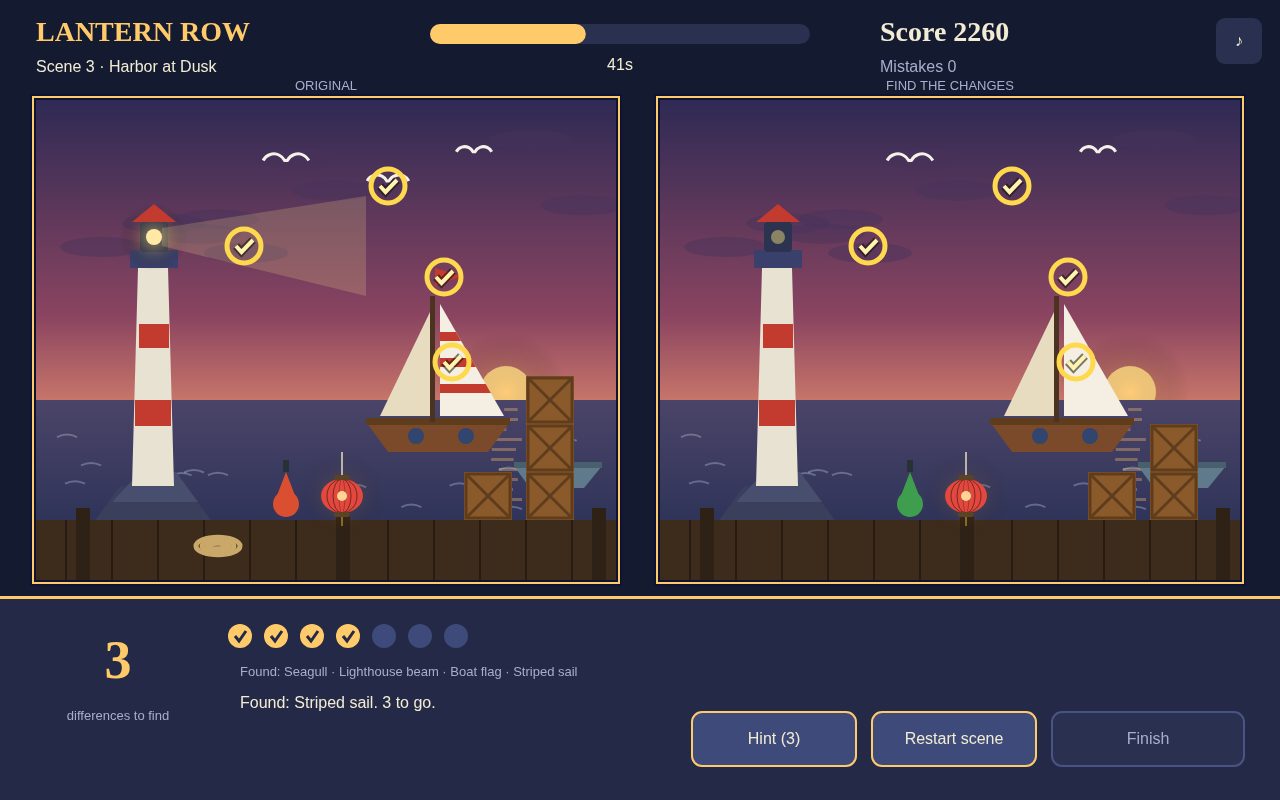 LANTERN ROW
Scene 3 · Harbor at Dusk
41s
Score 2260
Mistakes 0
♪
ORIGINAL
FIND THE CHANGES
3
differences to find
Found: Seagull · Lighthouse beam · Boat flag · Striped sail
Found: Striped sail. 3 to go.
Hint (3)
Restart scene
Finish